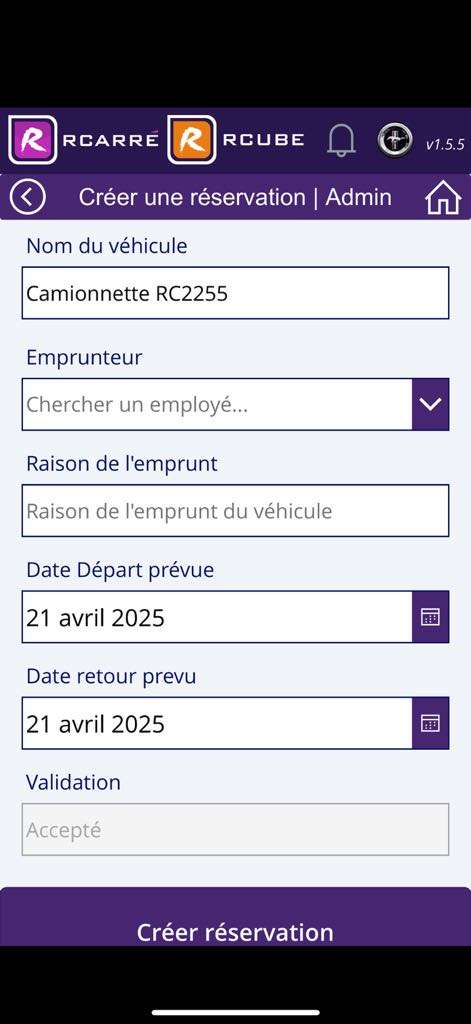 R RCARRÉ R RCUBE v1.5.5
Créer une réservation | Admin
Nom du véhicule
Camionnette RC2255
Emprunteur
Chercher un employé...
Raison de l'emprunt
Raison de l'emprunt du véhicule
Date Départ prévue
21 avril 2025
Date retour prevu
21 avril 2025
Validation
Accepté
Créer réservation